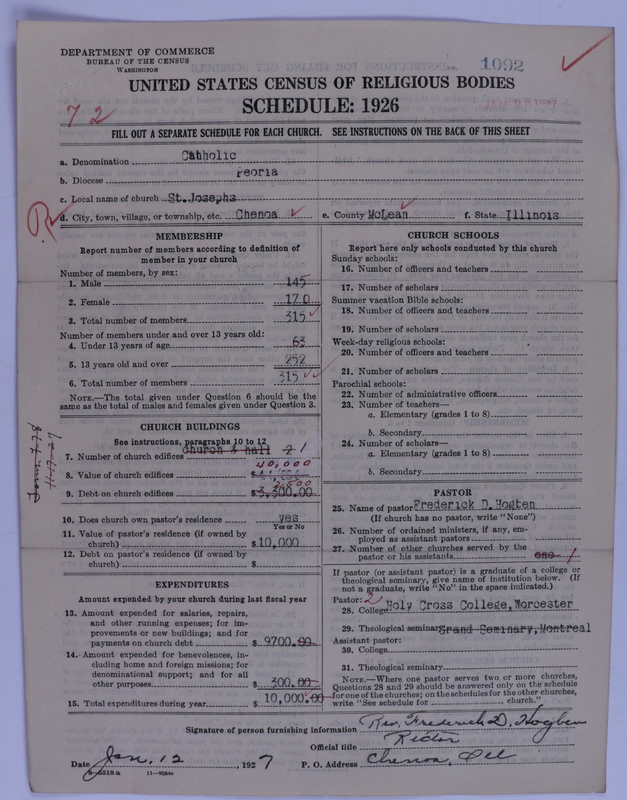 DEPARTMENT OF COMMERCE
BUREAU OF THE CENSUS
WASHINGTON
1092
UNITED STATES CENSUS OF RELIGIOUS BODIES
SCHEDULE: 1926
72
FILL OUT A SEPARATE SCHEDULE FOR EACH CHURCH. SEE INSTRUCTIONS ON THE BACK OF THIS SHEET
a. Denomination Catholic
b. Diocese Peoria
c. Local name of church St.Josephs
R
d. City, town, village, or township, etc. Chenoa e. County McLean f. State Illinois
MEMBERSHIP
Report number of members according to definition of member in your church
Number of members, by sex:
1. Male 145
2. Female 170
3. Total number of members 315
Number of members under and over 13 years old:
4. Under 13 years of age 63
5. 13 years old and over 252
6. Total number of members 315
NOTE.—The total given under Question 6 should be
same as the total of males and females given under Question 3.
CHURCH BUILDINGS
See instructions, paragraphs 10 to 12
7. Number of church edifices Church & hall 2 1
40,000
8. Value of church edifices $
2,500
9. Debt on church edifices $ 3,500.00
10. Does church own pastor's residence yes
Yes or No
11. Value of pastor's residence (if owned by
church) $ 10,000
12. Debt on pastor's residence (if owned by
church) $
EXPENDITURES
Amount expended by your church during last fiscal year
13. Amount expended for salaries, repairs,
and other running expenses; for im-
provements or new buildings; and for
payments on church debt $ 9700.00
14. Amount expended for benevolences, in-
cluding home and foreign missions; for
denominational support; and for all
other purposes $ 300.00
15. Total expenditures during year $ 10,000.00
CHURCH SCHOOLS
Report here only schools conducted by this church
Sunday schools:
16. Number of officers and teachers
17. Number of scholars
Summer vacation Bible schools:
18. Number of officers and teachers
19. Number of scholars
Week-day religious schools:
20. Number of officers and teachers
21. Number of scholars
Parochial schools:
22. Number of administrative officers
23. Number of teachers—
a. Elementary (grades 1 to 8)
b. Secondary
24. Number of scholars—
a. Elementary (grades 1 to 8)
b. Secondary
PASTOR
25. Name of pastor Frederick D.Hogben
(If church has no pastor, write "None")
26. Number of ordained ministers, if any, em-
ployed as assistant pastors
27. Number of other churches served by the
pastor or his assistants one 1
If pastor (or assistant pastor) is a graduate of a college or
theological seminary, give name of institution below. (If
not a graduate, write "No" in the space indicated.)
Pastor: 2
28. College Holy Cross College,Worcester
29. Theological seminary Grand Seminary,Montreal
Assistant pastor:
30. College
31. Theological seminary
NOTE.—Where one pastor serves two or more churches,
Questions 28 and 29 should be answered only on the schedule
for one of the churches; on the schedules for the other churches,
write "See schedule for church."
Signature of person furnishing information Rev. Frederick D. Hogben
Official title Rector
Date Jan. 12, 1927 P. O. Address Chenoa, Ill
8-5518a 11-9054a